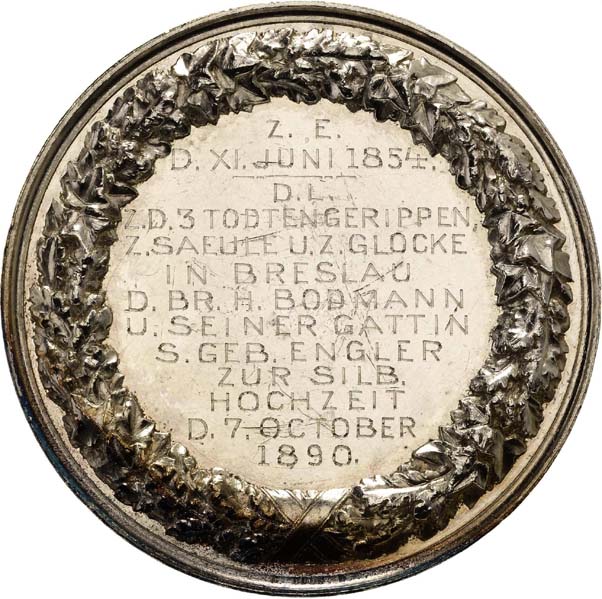 Z. E.
D. XI. JUNI 1854.
D. L.
Z. D. 3 TODTENGERIPPEN,
Z. SAEULE U. Z. GLOCKE
IN BRESLAU
D. BR. H. BODMANN
U. SEINER GATTIN
S. GEB. ENGLER
ZUR SILB.
HOCHZEIT
D. 7. OCTOBER
1890.